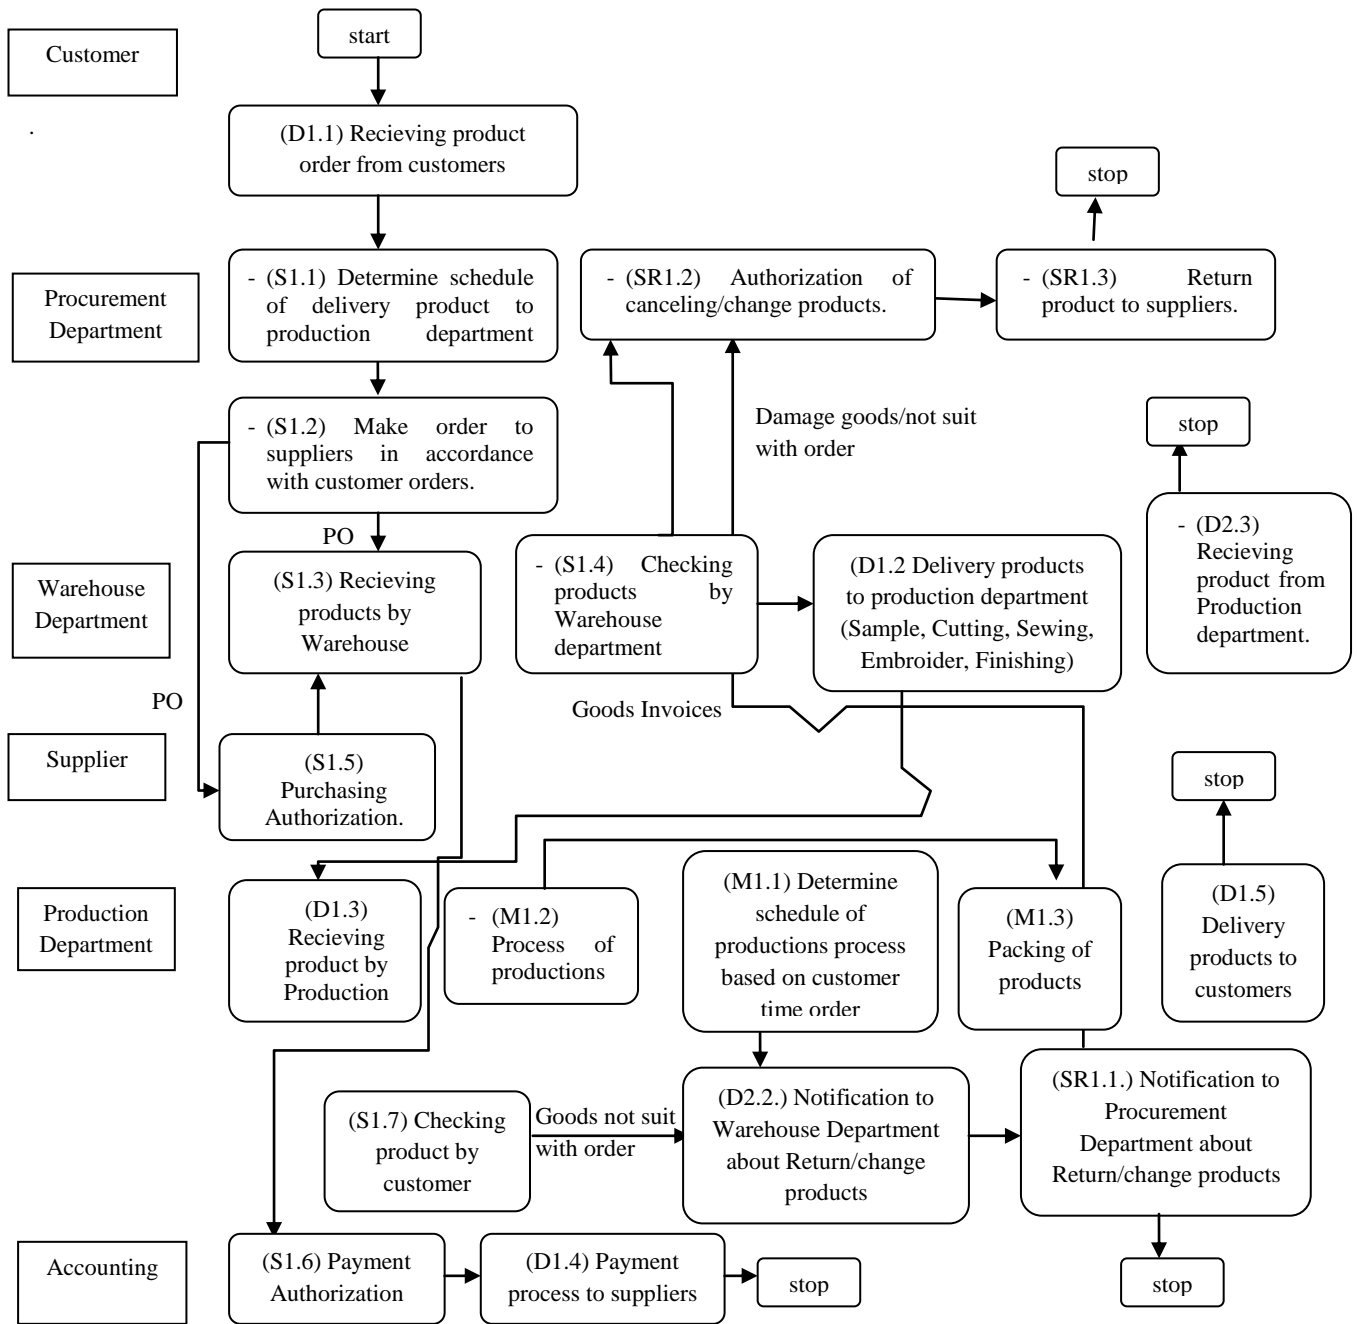 Customer
start
.
(D1.1) Recieving product
order from customers
stop
Procurement
Department
- (S1.1) Determine schedule
of delivery product to
production department
- (SR1.2) Authorization of
canceling/change products.
- (SR1.3) Return
product to suppliers.
- (S1.2) Make order to
suppliers in accordance
with customer orders.
Damage goods/not suit
with order
stop
PO
Warehouse
Department
(S1.3) Recieving
products by
Warehouse
- (S1.4) Checking
products by
Warehouse
department
(D1.2 Delivery products
to production department
(Sample, Cutting, Sewing,
Embroider, Finishing)
- (D2.3)
Recieving
product from
Production
department.
PO
Goods Invoices
Supplier
(S1.5)
Purchasing
Authorization.
stop
Production
Department
(D1.3)
Recieving
product by
Production
- (M1.2)
Process of
productions
(M1.1) Determine
schedule of
productions process
based on customer
time order
(M1.3)
Packing of
products
(D1.5)
Delivery
products to
customers
(S1.7) Checking
product by
customer
Goods not suit
with order
(D2.2.) Notification to
Warehouse Department
about Return/change
products
(SR1.1.) Notification to
Procurement
Department about
Return/change products
Accounting
(S1.6) Payment
Authorization
(D1.4) Payment
process to suppliers
stop
stop